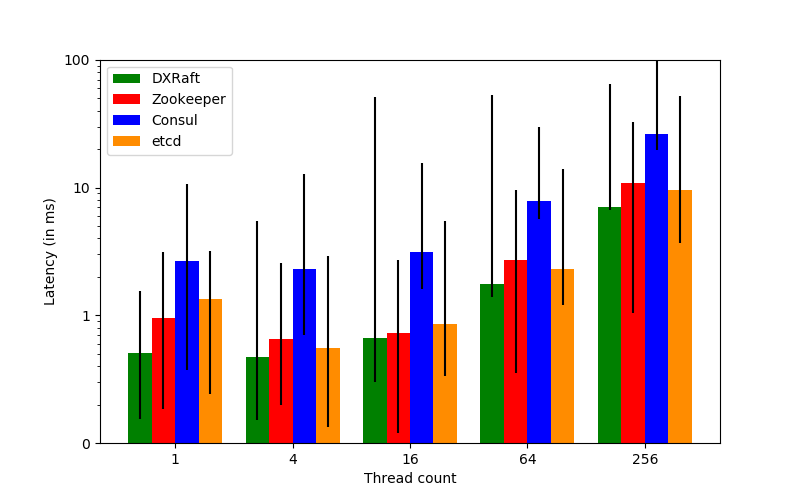 100
10
1
0
Latency (in ms)
DXRaft
Zookeeper
Consul
etcd
1 4 16 64 256
Thread count